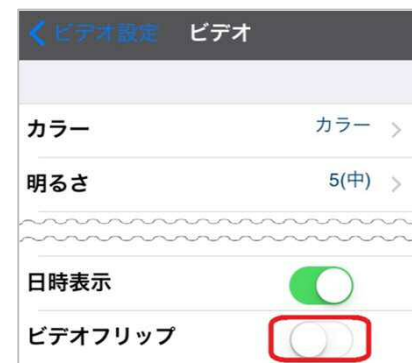 ビデオ設定 ビデオ
カラー カラー
明るさ 5(中)
日時表示
ビデオフリップ